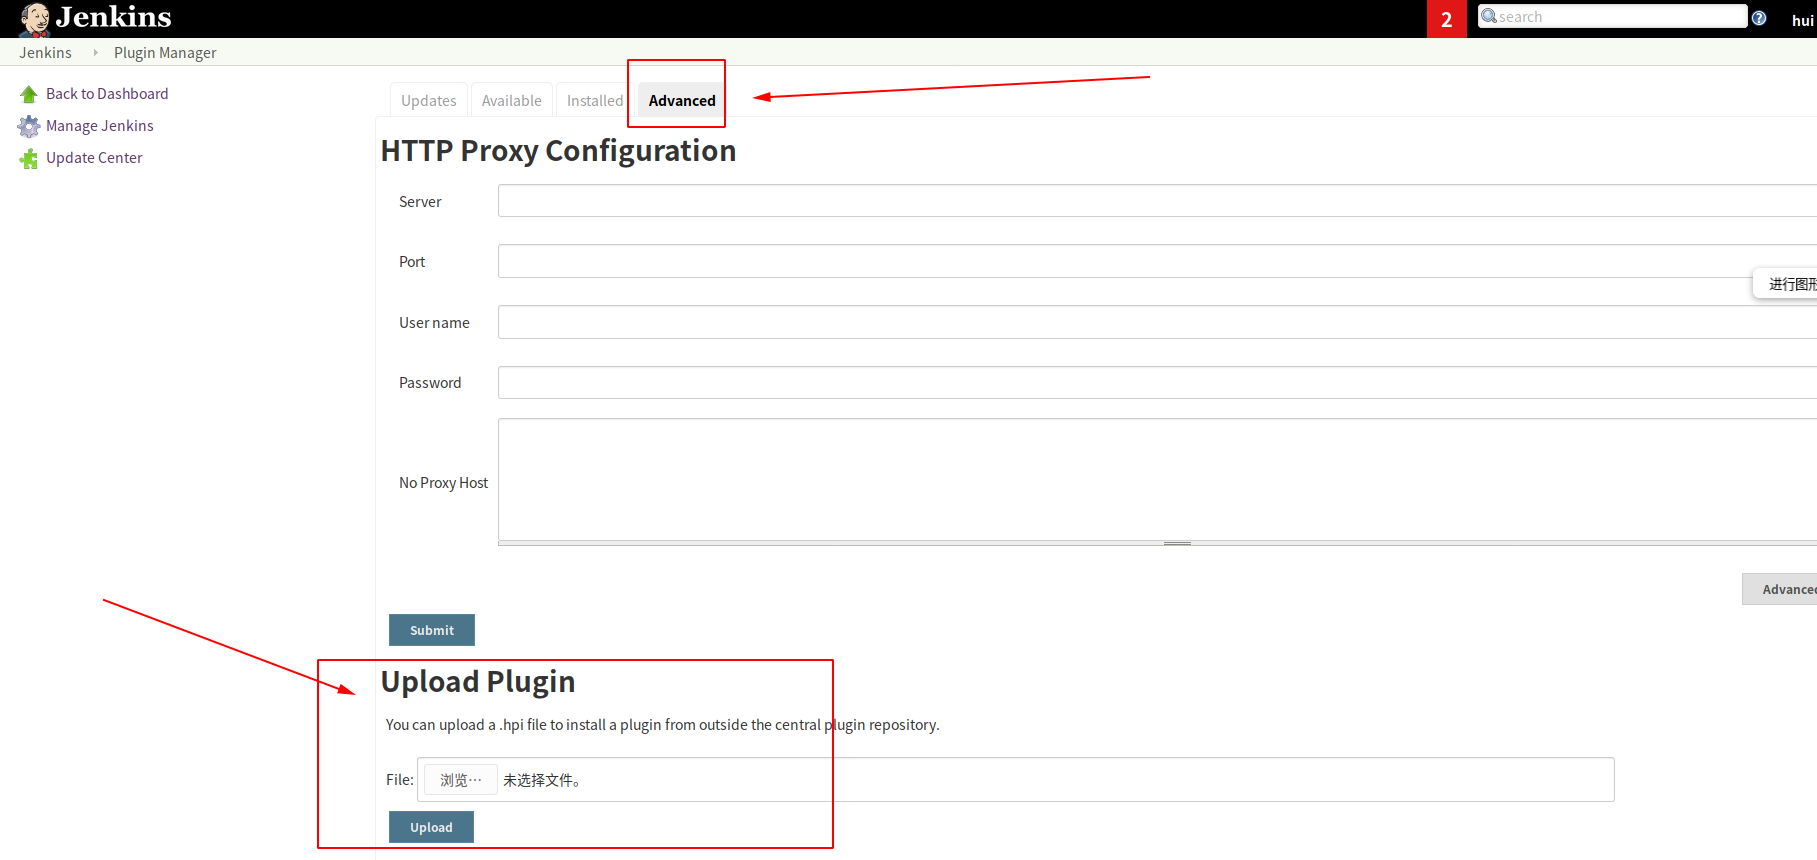 Jenkins
2
search
hui
Jenkins
Plugin Manager
Back to Dashboard
Manage Jenkins
Update Center
Updates
Available
Installed
Advanced
HTTP Proxy Configuration
Server
Port
进行图形
User name
Password
No Proxy Host
Advanced
Submit
Upload Plugin
You can upload a .hpi file to install a plugin from outside the central plugin repository.
File: 浏览… 未选择文件。
Upload